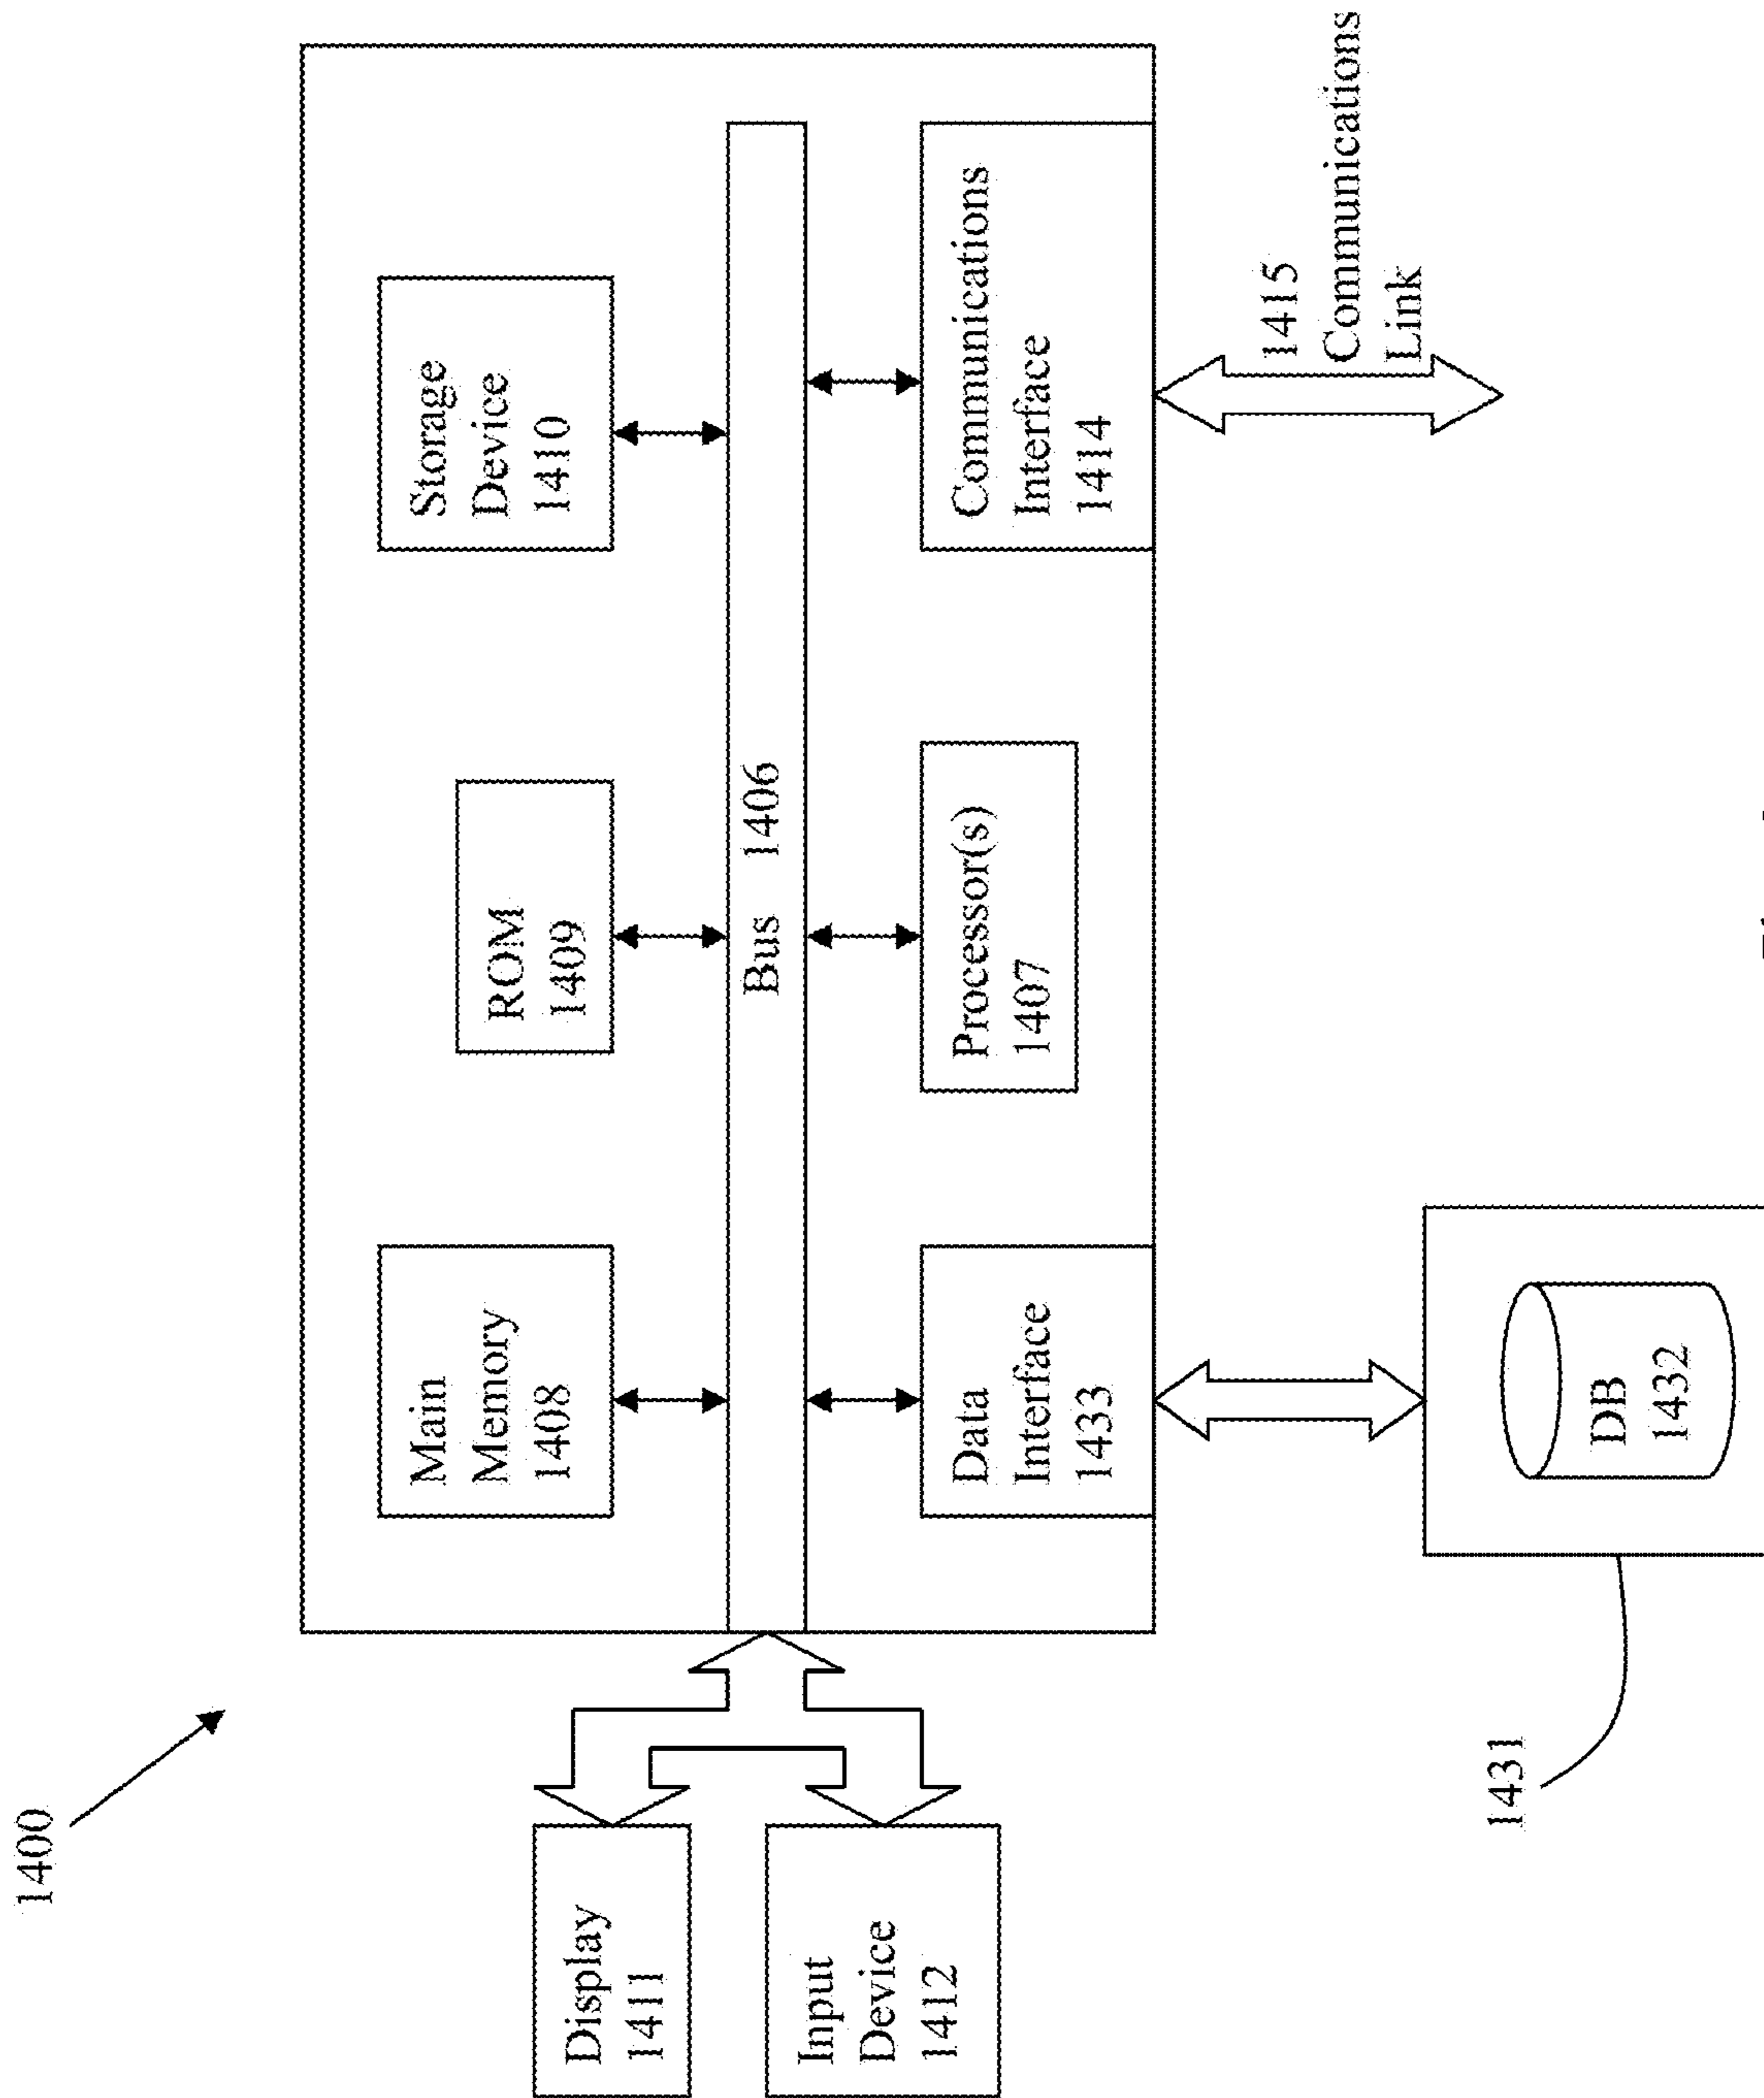 1400
Main
Memory
1408
ROM
1409
Storage
Device
1410
Display
1411
Bus 1406
Input
Device
1412
Data
Interface
1433
Processor(s)
1407
Communications
Interface
1414
1415
Communications
Link
1431
DB
1432